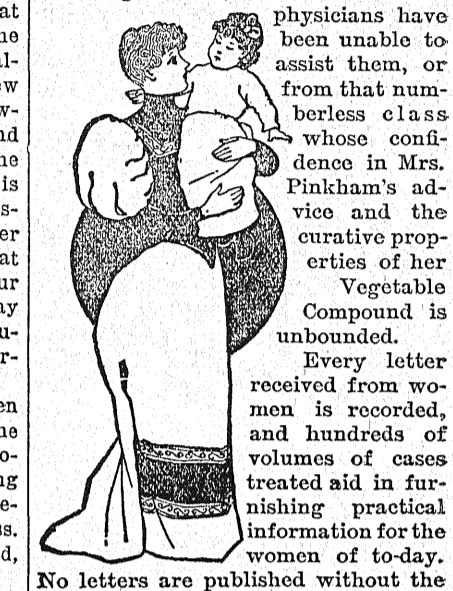 physicians have
been unable to
assist them, or
from that num-
berless class
whose confi-
dence in Mrs.
Pinkham's ad-
vice and the
curative prop-
erties of her
Vegetable
Compound is
unbounded.
Every letter
received from wo-
men is recorded,
and hundreds of
volumes of cases
treated aid in fur-
nishing practical
information for the
women of to-day.
No letters are published without the